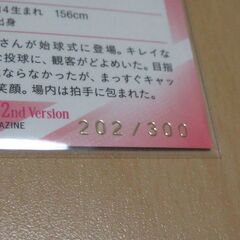 14生まれ 156cm
出身
さんが始球式に登場。キレイな
な投球に、観客がどよめいた。目指
にならなかったが、まっすぐキャッ
笑顔。場内は拍手に包まれた。
2nd Version
AZINE
202/300